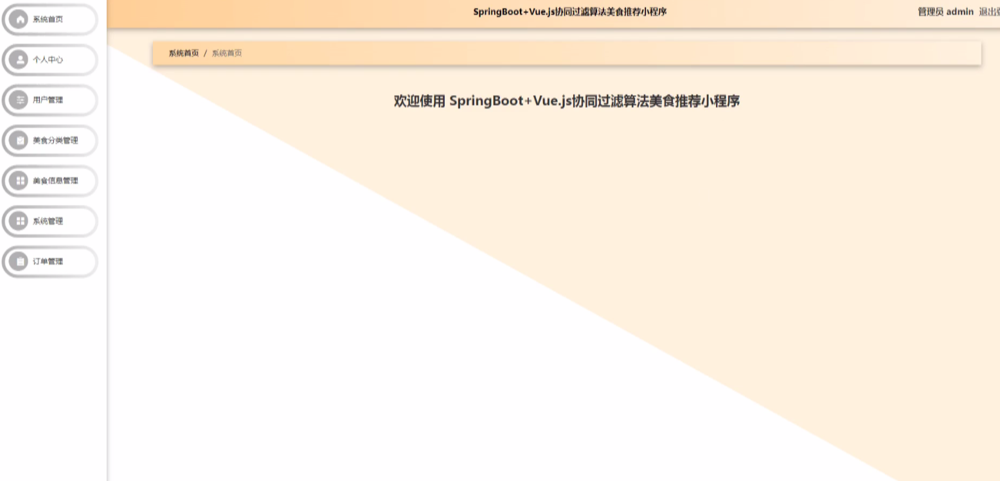 SpringBoot+Vue.js协同过滤算法美食推荐小程序
管理员 admin 退出登
系统首页
个人中心
用户管理
美食分类管理
美食信息管理
系统管理
订单管理
系统首页 / 系统首页
欢迎使用 SpringBoot+Vue.js协同过滤算法美食推荐小程序